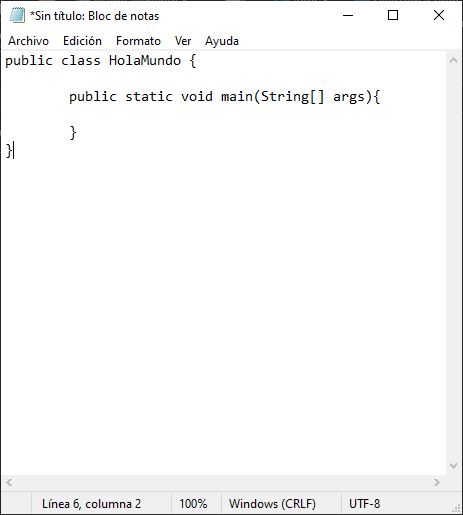 *Sin título: Bloc de notas
Archivo Edición Formato Ver Ayuda
public class HolaMundo {
public static void main(String[] args){
}
}
Línea 6, columna 2 100% Windows (CRLF) UTF-8